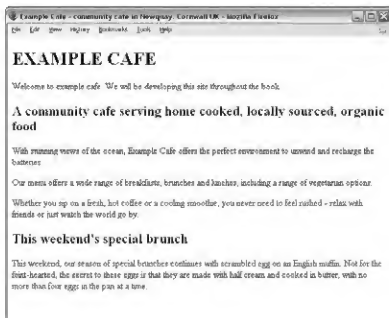 Example Cafe - community cafe in Newquay, Cornwall UK - Mozilla Firefox
File Edit View History Bookmarks Tools Help
EXAMPLE CAFE
Welcome to example cafe. We will be developing this site throughout the book.
A community cafe serving home cooked, locally sourced, organic
food
With stunning views of the ocean, Example Cafe offers the perfect environment to unwind and recharge the
batteries.
Our menu offers a wide range of breakfasts, brunches and lunches, including a range of vegetarian options.
Whether you sip on a fresh, hot coffee or a cooling smoothie, you never need to feel rushed - relax with
friends or just watch the world go by.
This weekend's special brunch
This weekend, our season of special brunches continues with scrambled egg on an English muffin. Not for the
faint-hearted, the secret to these eggs is that they are made with half cream and cooked in butter, with no
more than four eggs in the pan at a time.